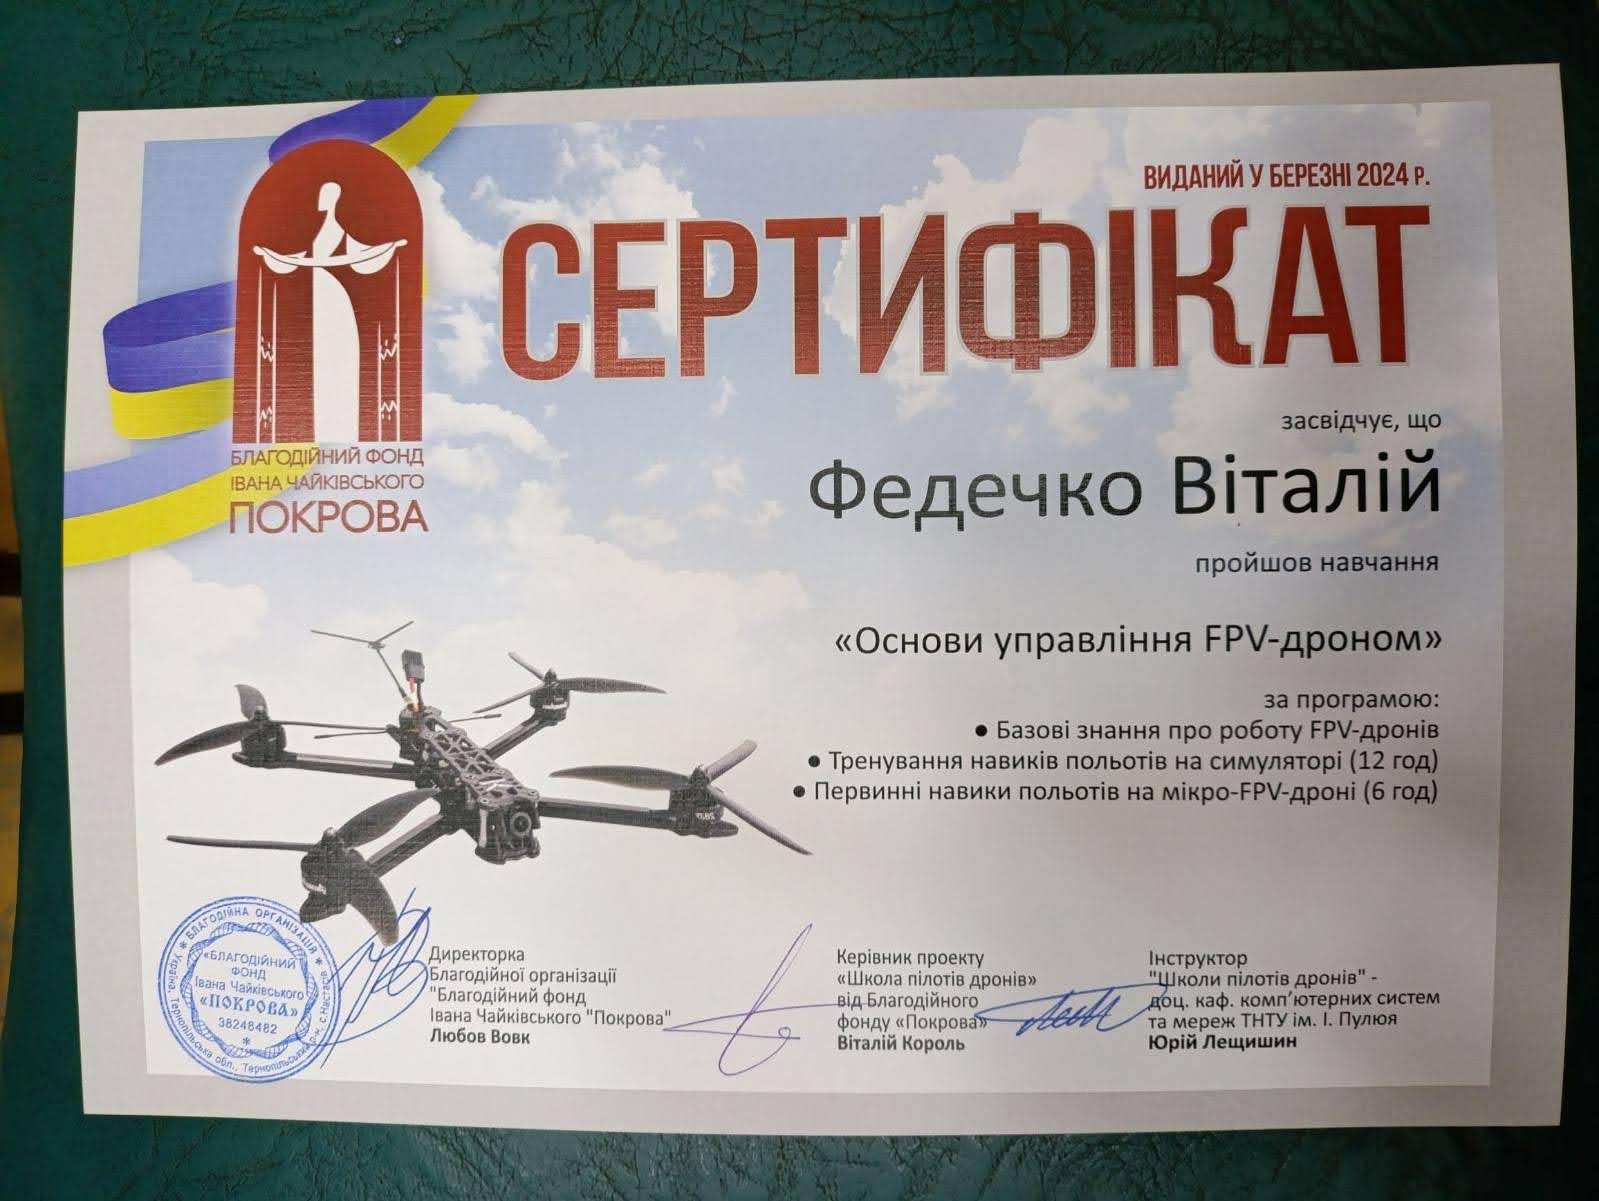 ВИДАНИЙ У БЕРЕЗНІ 2024 р.
СЕРТИФІКАТ
БЛАГОДІЙНИЙ ФОНД
ІВАНА ЧАЙКІВСЬКОГО
ПОКРОВА
засвідчує, що
Федечко Віталій
пройшов навчання
«Основи управління FPV-дроном»
за програмою:
● Базові знання про роботу FPV-дронів
● Тренування навиків польотів на симуляторі (12 год)
● Первинні навики польотів на мікро-FPV-дроні (6 год)
БЛАГОДІЙНА ОРГАНІЗАЦІЯ
Україна, Тернопільська обл., Тернопільський р-н, с.Настасів
«БЛАГОДІЙНИЙ
ФОНД
Івана Чайківського
«ПОКРОВА»
38248482
Директорка
Благодійної організації
"Благодійний фонд
Івана Чайківського "Покрова"
Любов Вовк
Керівник проекту
«Школа пілотів дронів»
від Благодійного
фонду «Покрова»
Віталій Король
Інструктор
"Школи пілотів дронів" -
доц. каф. комп'ютерних систем
та мереж ТНТУ ім. І. Пулюя
Юрій Лещишин